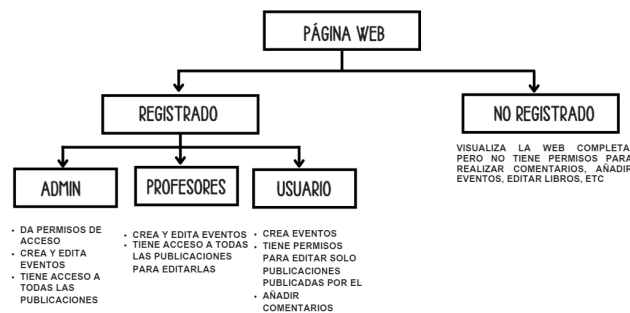 PÁGINA WEB
REGISTRADO
NO REGISTRADO
VISUALIZA LA WEB COMPLETA
PERO NO TIENE PERMISOS PARA
REALIZAR COMENTARIOS, AÑADIR
EVENTOS, EDITAR LIBROS, ETC
ADMIN
PROFESORES
USUARIO
• DA PERMISOS DE
ACCESO
• CREA Y EDITA
EVENTOS
• TIENE ACCESO A
TODAS LAS
PUBLICACIONES
• CREA Y EDITA EVENTOS
• TIENE ACCESO A TODAS
LAS PUBLICACIONES
PARA EDITARLAS
• CREA EVENTOS
• TIENE PERMISOS
PARA EDITAR SOLO
PUBLICACIONES
PUBLICADAS POR EL
• AÑADIR
COMENTARIOS